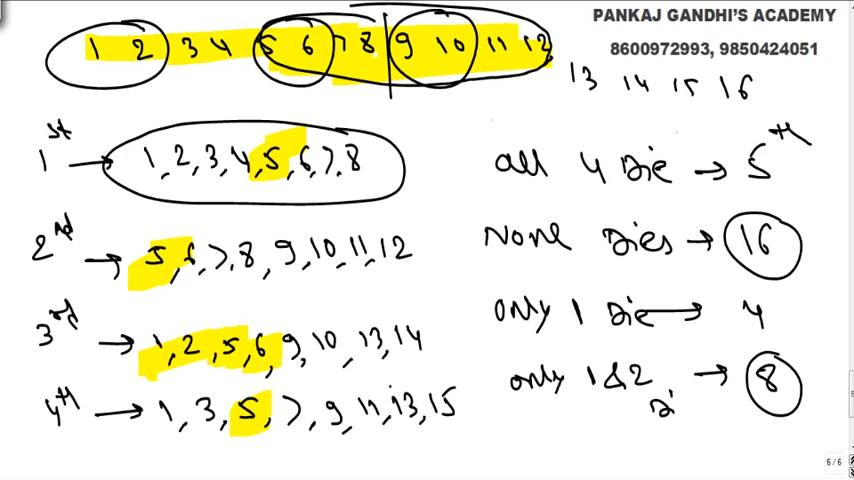 PANKAJ GANDHI'S ACADEMY
8600972993, 9850424051
1 2 3 4 5 6 7 8 9 10 11 12
13 14 15 16
1st → 1, 2, 3, 4, 5, 6, 7, 8
all 4 Die → 5th
2nd → 5, 6, 7, 8, 9, 10, 11, 12
None Dies → 16
3rd → 1, 2, 5, 6, 9, 10, 13, 14
only 1 Die → 4
4th → 1, 3, 5, 7, 9, 11, 13, 15
only 1 & 2 → 8
Di
6/6